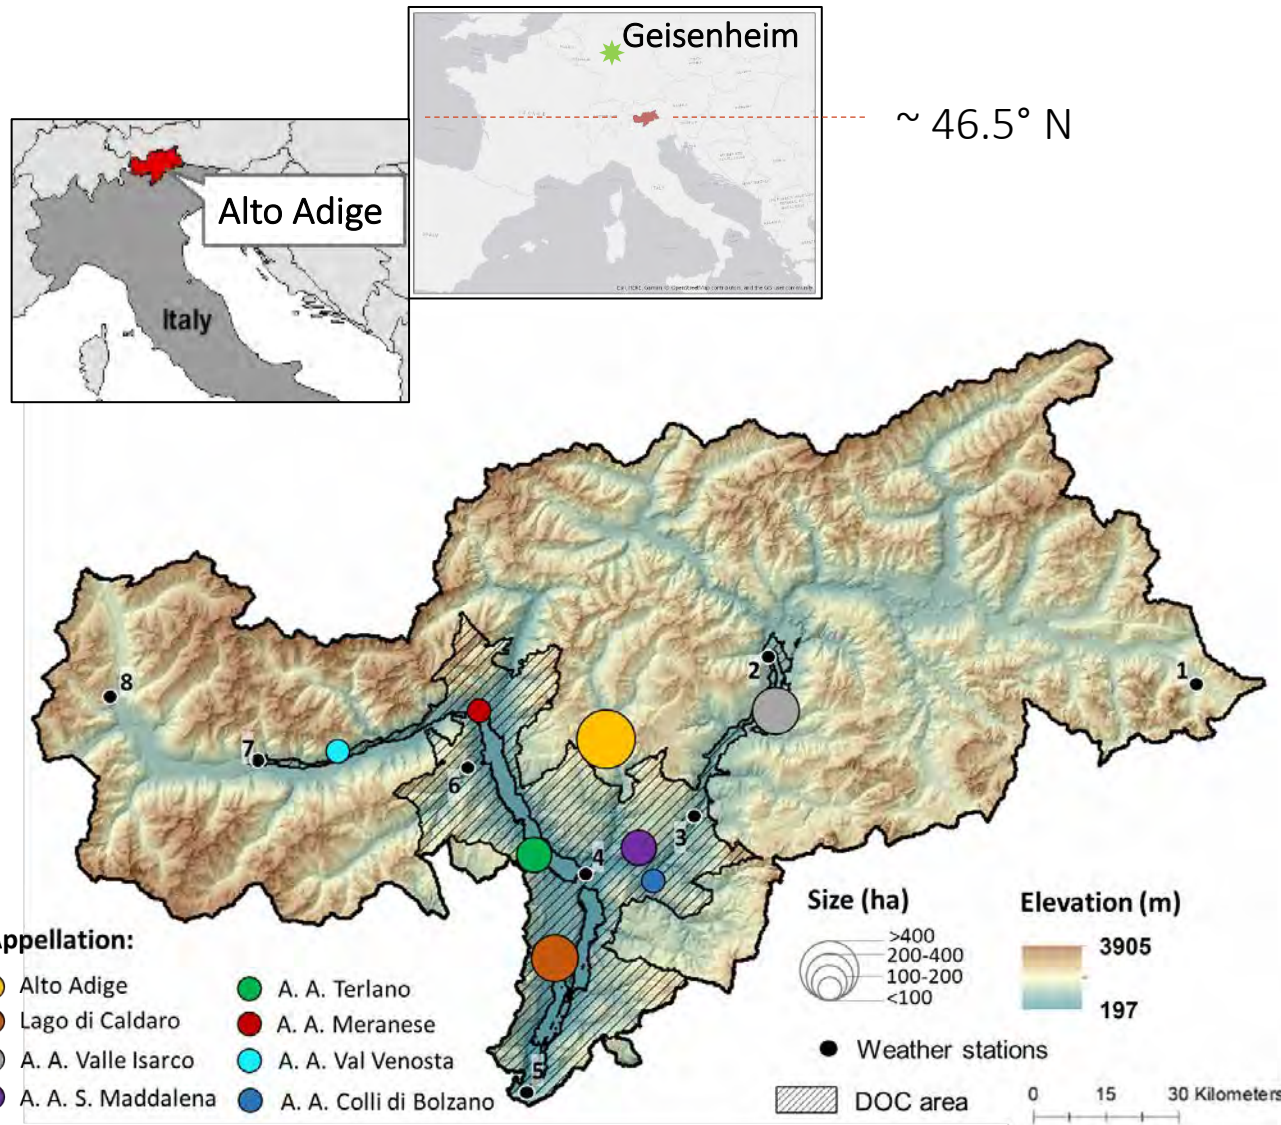 Geisenheim
~ 46.5° N
Alto Adige
Italy
8
7
6
2
1
3
4
5
Appellation:
Alto Adige
Lago di Caldaro
A. A. Valle Isarco
A. A. S. Maddalena
A. A. Terlano
A. A. Meranese
A. A. Val Venosta
A. A. Colli di Bolzano
Size (ha)
>400
200-400
100-200
<100
Elevation (m)
3905
197
Weather stations
DOC area
0 15 30 Kilometers